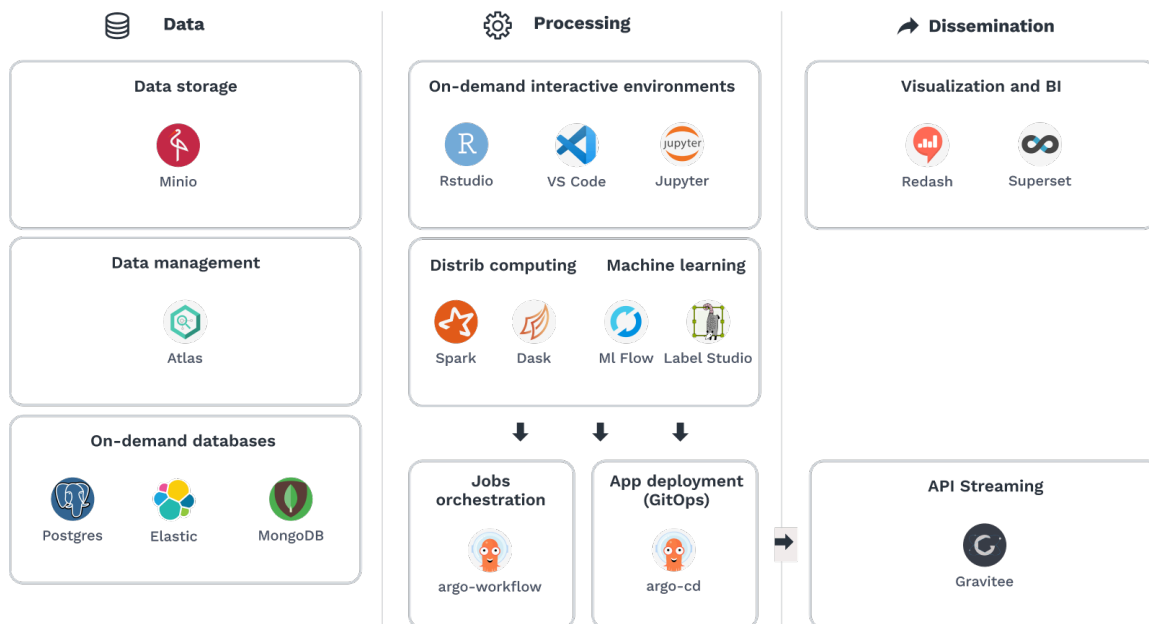 Data
Processing
Dissemination
Data storage
Minio
On-demand interactive environments
R
Rstudio
VS Code
jupyter
Jupyter
Visualization and BI
Redash
Superset
Data management
Atlas
Distrib computing
Machine learning
Spark
Dask
Ml Flow
Label Studio
On-demand databases
Postgres
Elastic
MongoDB
Jobs
orchestration
argo-workflow
App deployment
(GitOps)
argo-cd
API Streaming
Gravitee